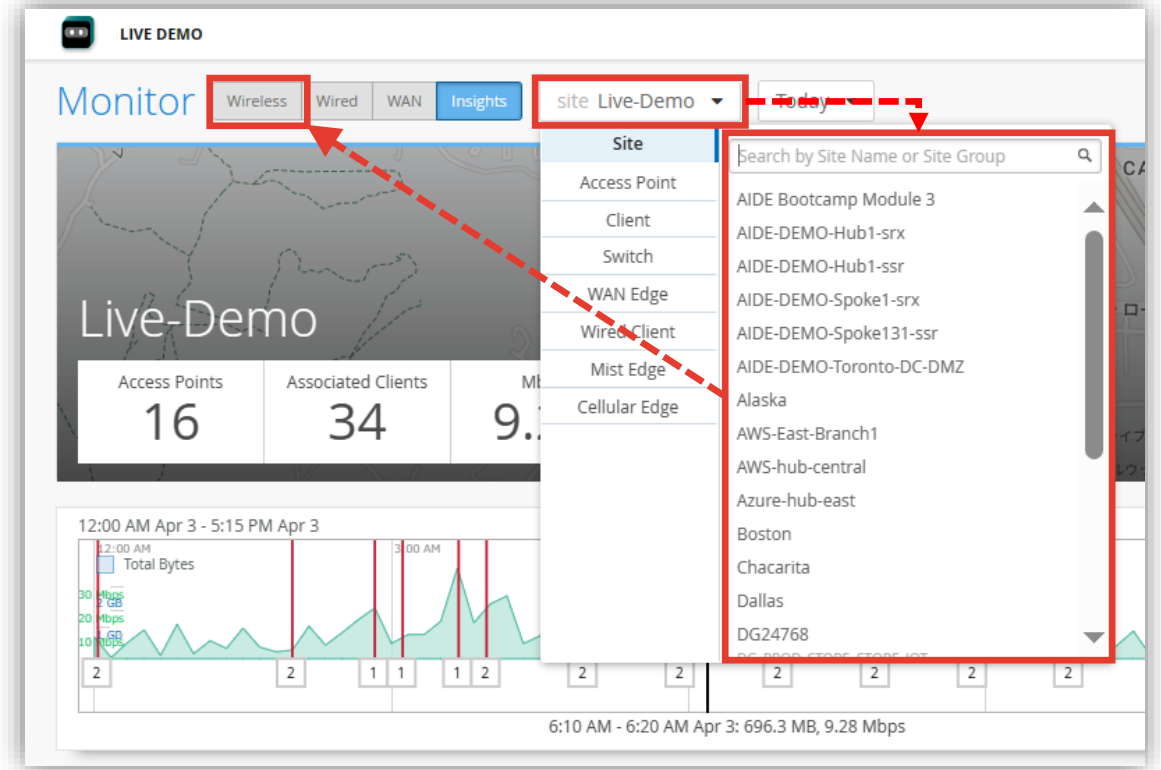 LIVE DEMO
Monitor Wireless Wired WAN Insights site Live-Demo Today
Site
Access Point
Client
Switch
WAN Edge
Wired Client
Mist Edge
Cellular Edge
Search by Site Name or Site Group
AIDE Bootcamp Module 3
AIDE-DEMO-Hub1-srx
AIDE-DEMO-Hub1-ssr
AIDE-DEMO-Spoke1-srx
AIDE-DEMO-Spoke131-ssr
AIDE-DEMO-Toronto-DC-DMZ
Alaska
AWS-East-Branch1
AWS-hub-central
Azure-hub-east
Boston
Chacarita
Dallas
DG24768
Live-Demo
Access Points Associated Clients
16 34
12:00 AM Apr 3 - 5:15 PM Apr 3
12:00 AM 3:00 AM
Total Bytes
30 Mbps
2 GB
20 Mbps
1 GB
10 Mbps
2 2 1 1 1 2 2 2 2 2 2 2
6:10 AM - 6:20 AM Apr 3: 696.3 MB, 9.28 Mbps